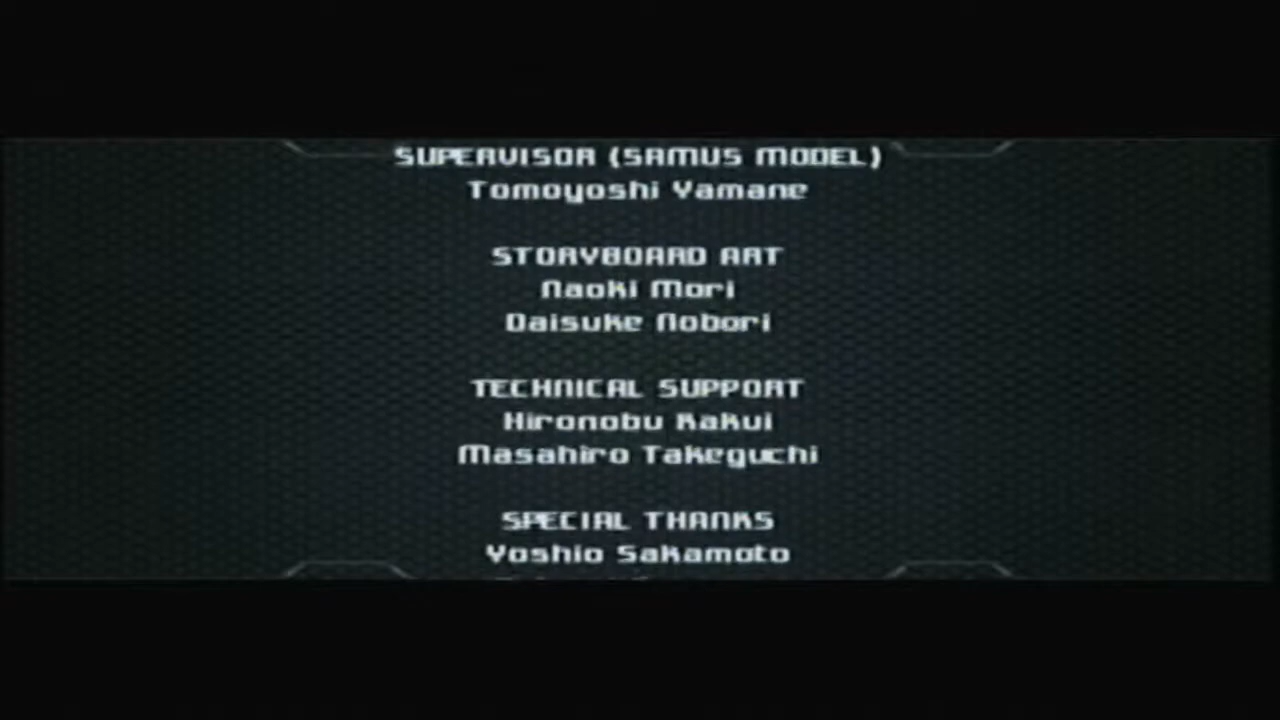 SUPERVISOR (SAMUS MODEL)
Tomoyoshi Yamane
STORYBOARD ART
Naoki Mori
Daisuke Nobori
TECHNICAL SUPPORT
Hironobu Kakui
Masahiro Takeguchi
SPECIAL THANKS
Yoshio Sakamoto